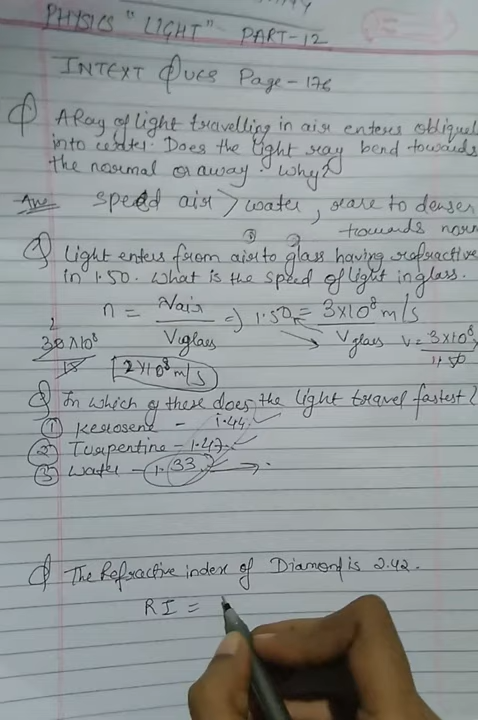 PHYSICS "LIGHT" - PART-12
INTEXT QUES Page - 176
Q A Ray of light travelling in air enters obliquel
into water. Does the light ray bend towards
the normal or away. Why?
Ans speed air > water, rare to denser
towards norm
Q Light enters from air to glass having refractive
in 1.50. What is the speed of light in glass.
n = Vair / Vglass => 1.50 = 3×10⁸ m/s / Vglass V = 3×10⁸ / 1.50
2
30×10⁸ / 15 2×10⁸ m/s
Q In which of these does the light travel fastest?
① Kerosene - 1.44 ✓
② Turpentine - 1.47 ✓
③ Water - 1.33 →
Q The Refractive index of Diamond is 2.42.
RI =